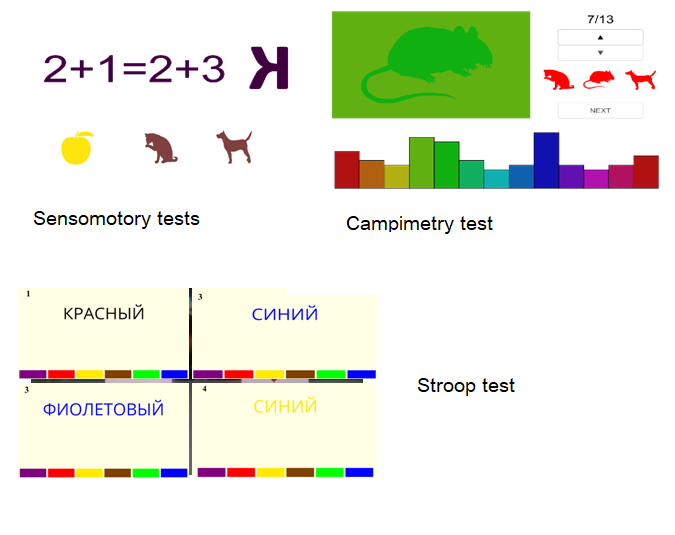 2+1=2+3 K
7/13
▲
▼
NEXT
Sensomotory tests
Campimetry test
1
КРАСНЫЙ
3
СИНИЙ
3
ФИОЛЕТОВЫЙ
4
СИНИЙ
Stroop test